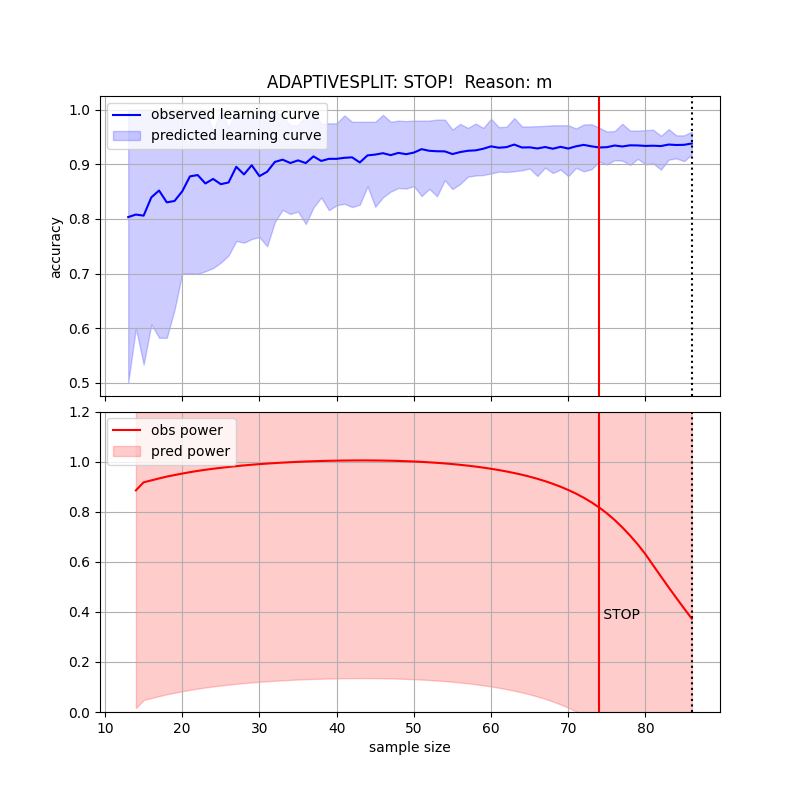 ADAPTIVESPLIT: STOP!  Reason: m
observed learning curve
predicted learning curve
accuracy
1.0
0.9
0.8
0.7
0.6
0.5
obs power
pred power
1.2
1.0
0.8
0.6
0.4
0.2
0.0
STOP
10 20 30 40 50 60 70 80
sample size